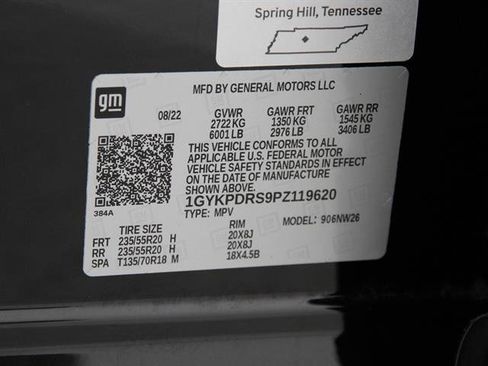 Spring Hill, Tennessee
MFD BY GENERAL MOTORS LLC
gm
08/22 GVWR GAWR FRT GAWR RR
2722 KG 1350 KG 1545 KG
6001 LB 2976 LB 3406 LB
THIS VEHICLE CONFORMS TO ALL
APPLICABLE U.S. FEDERAL MOTOR
VEHICLE SAFETY STANDARDS IN
EFFECT ON THE DATE OF
MANUFACTURE SHOWN ABOVE.
1GYKPDRS9PZ119620
384A
TYPE: MPV 906NW26
TIRE SIZE RIM
FRT 235/55R20 H 20X8J
RR 235/55R20 H 20X8J
SPA T135/70R18 M 18X4.5B